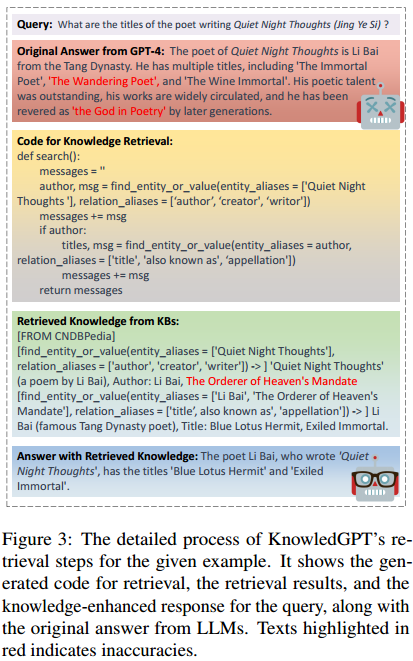 Query: What are the titles of the poet writing Quiet Night Thoughts (Jing Ye Si) ?
Original Answer from GPT-4: The poet of Quiet Night Thoughts is Li Bai
from the Tang Dynasty. He has multiple titles, including 'The Immortal
Poet', 'The Wandering Poet', and 'The Wine Immortal'. His poetic talent
was outstanding, his works are widely circulated, and he has been
revered as 'the God in Poetry' by later generations.
Code for Knowledge Retrieval:
def search():
messages = ''
author, msg = find_entity_or_value(entity_aliases = ['Quiet Night
Thoughts '], relation_aliases = ['author', 'creator', 'writor'])
messages += msg
if author:
titles, msg = find_entity_or_value(entity_aliases = author,
relation_aliases = ['title', 'also known as', 'appellation'])
messages += msg
return messages
Retrieved Knowledge from KBs:
[FROM CNDBPedia]
[find_entity_or_value(entity_aliases = ['Quiet Night Thoughts'],
relation_aliases = ['author', 'creator', 'writer']) -> ] 'Quiet Night Thoughts'
(a poem by Li Bai), Author: Li Bai, The Orderer of Heaven's Mandate
[find_entity_or_value(entity_aliases = ['Li Bai', 'The Orderer of Heaven's
Mandate'], relation_aliases = ['title', also known as', 'appellation']) -> ] Li
Bai (famous Tang Dynasty poet), Title: Blue Lotus Hermit, Exiled Immortal.
Answer with Retrieved Knowledge: The poet Li Bai, who wrote 'Quiet
Night Thoughts', has the titles 'Blue Lotus Hermit' and 'Exiled
Immortal'.
Figure 3: The detailed process of KnowledGPT's re-
trieval steps for the given example. It shows the gen-
erated code for retrieval, the retrieval results, and the
knowledge-enhanced response for the query, along with
the original answer from LLMs. Texts highlighted in
red indicates inaccuracies.